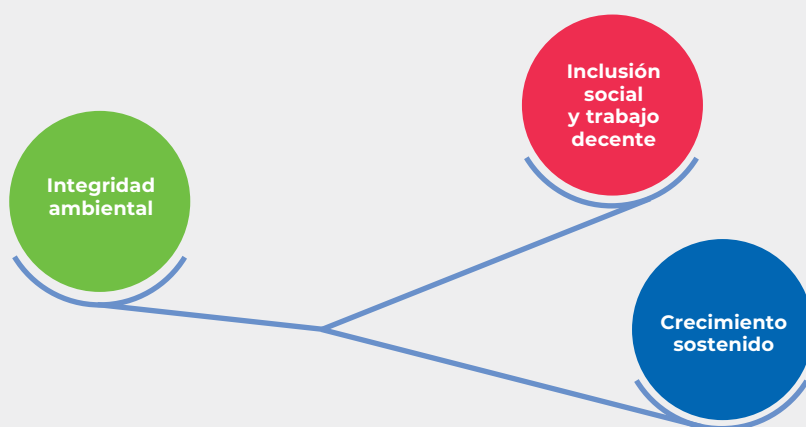 Inclusión
social
y trabajo
decente
Integridad
ambiental
Crecimiento
sostenido